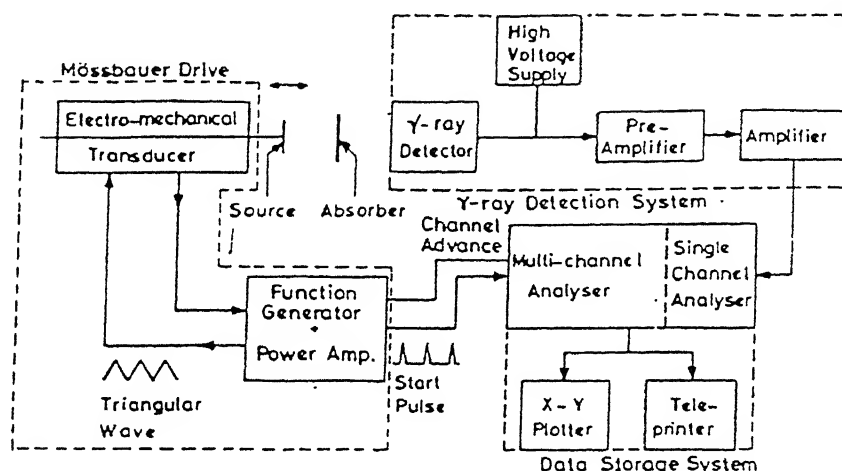 High
Voltage
Supply
Mössbauer Drive
Electro-mechanical
Transducer
γ-ray
Detector
Pre-
Amplifier
Amplifier
Source
Absorber
γ-ray Detection System
Channel
Advance
Multi-channel
Analyser
Single
Channel
Analyser
Function
Generator
+
Power Amp.
Triangular
Wave
Start
Pulse
X-Y
Plotter
Tele-
printer
Data Storage System